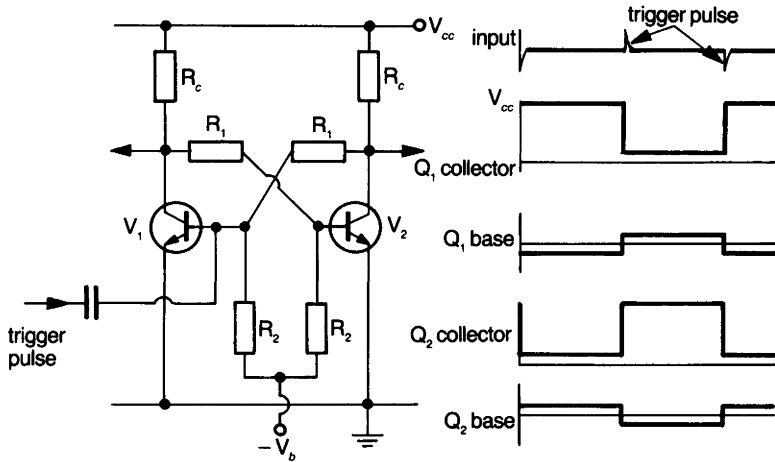 V_cc
R_c
R_c
R_1
R_1
V_1
V_2
trigger
pulse
R_2
R_2
− V_b
trigger pulse
input
V_cc
Q_1 collector
Q_1 base
Q_2 collector
Q_2 base